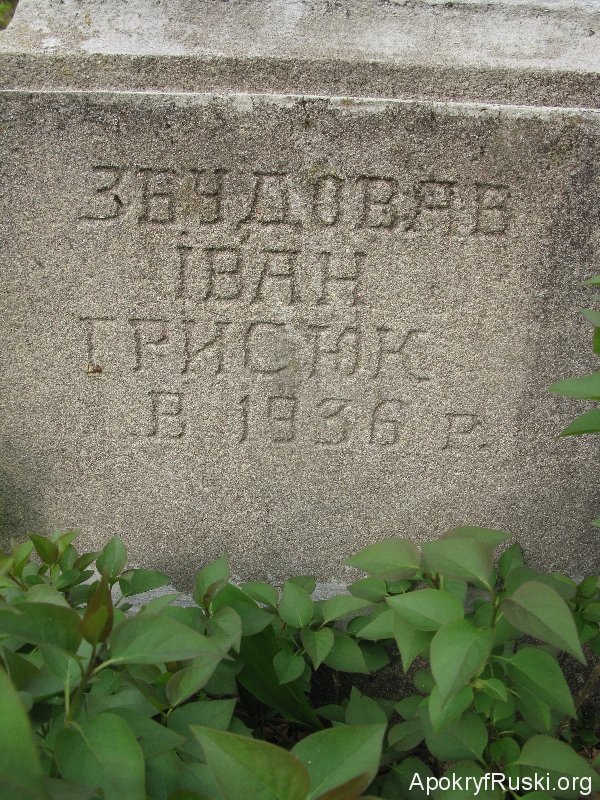 ЗБУДОВАВ
ІВАН
ГРИСЮК
В 1936 р.
ApokryfRuski.org